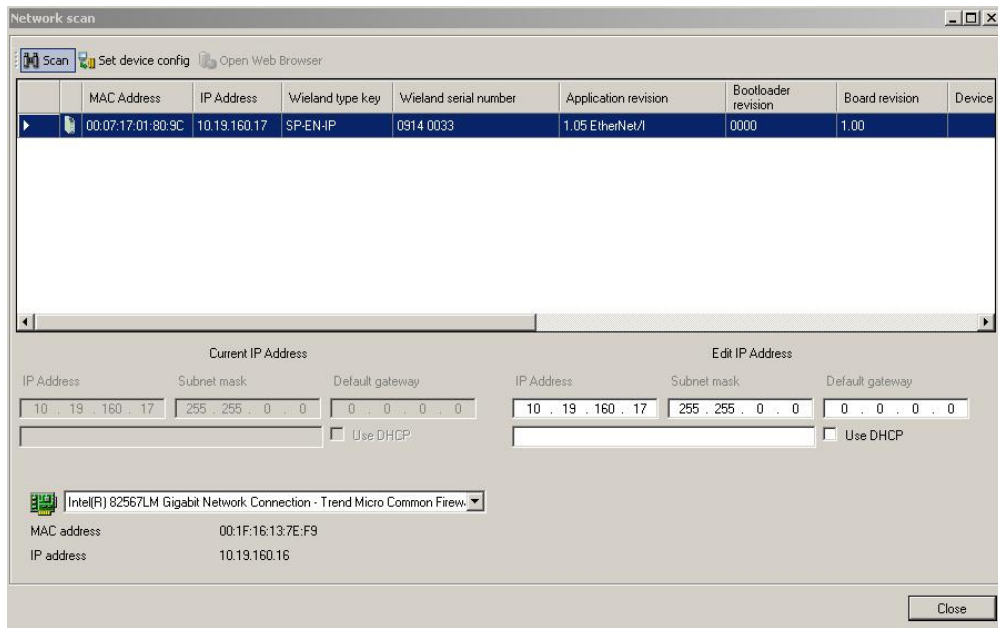 Network scan
Scan Set device config Open Web Browser
MAC Address IP Address Wieland type key Wieland serial number Application revision Bootloader revision Board revision Device
00:07:17:01:80:9C 10.19.160.17 SP-EN-IP 0914 0033 1.05 EtherNet/I 0000 1.00
Current IP Address Edit IP Address
IP Address Subnet mask Default gateway IP Address Subnet mask Default gateway
10 . 19 . 160 . 17 255 . 255 . 0 . 0 0 . 0 . 0 . 0 10 . 19 . 160 . 17 255 . 255 . 0 . 0 0 . 0 . 0 . 0
Use DHCP Use DHCP
Intel(R) 82567LM Gigabit Network Connection - Trend Micro Common Firew
MAC address 00:1F:16:13:7E:F9
IP address 10.19.160.16
Close